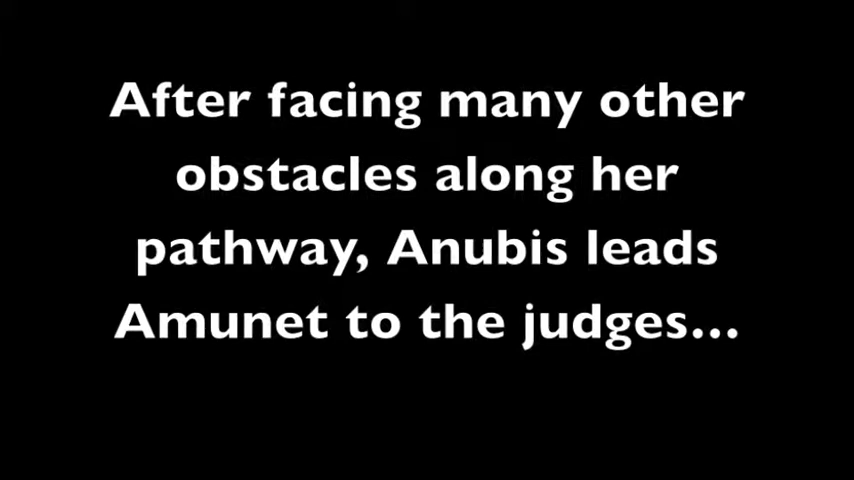 After facing many other
obstacles along her
pathway, Anubis leads
Amunet to the judges...